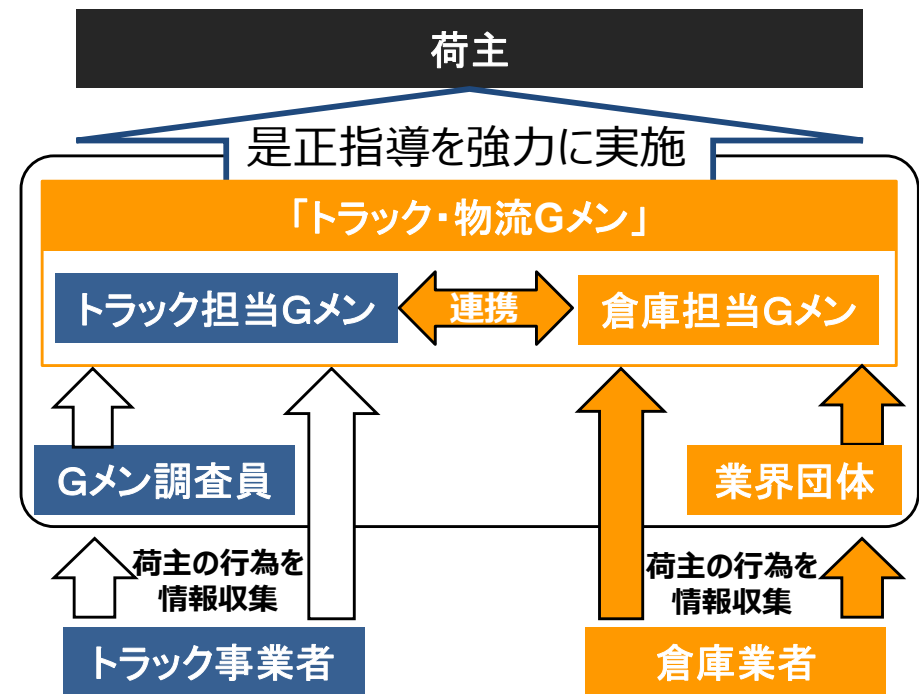 荷主
是正指導を強力に実施
「トラック・物流Gメン」
トラック担当Gメン
連携
倉庫担当Gメン
Gメン調査員
業界団体
荷主の行為を
情報収集
荷主の行為を
情報収集
トラック事業者
倉庫業者